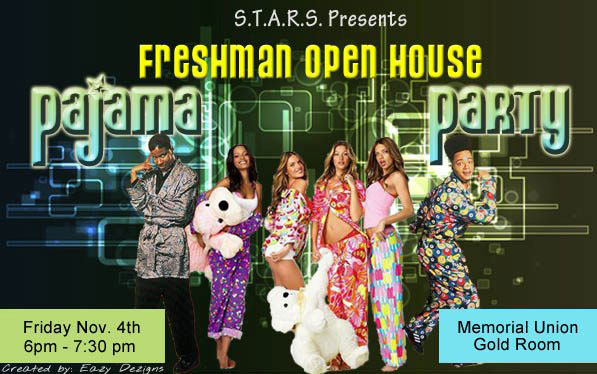 S.T.A.R.S. Presents
Freshman Open House
Pajama Party
Friday Nov. 4th
6pm - 7:30 pm
Memorial Union
Gold Room
Created by: Eazy Dezigns